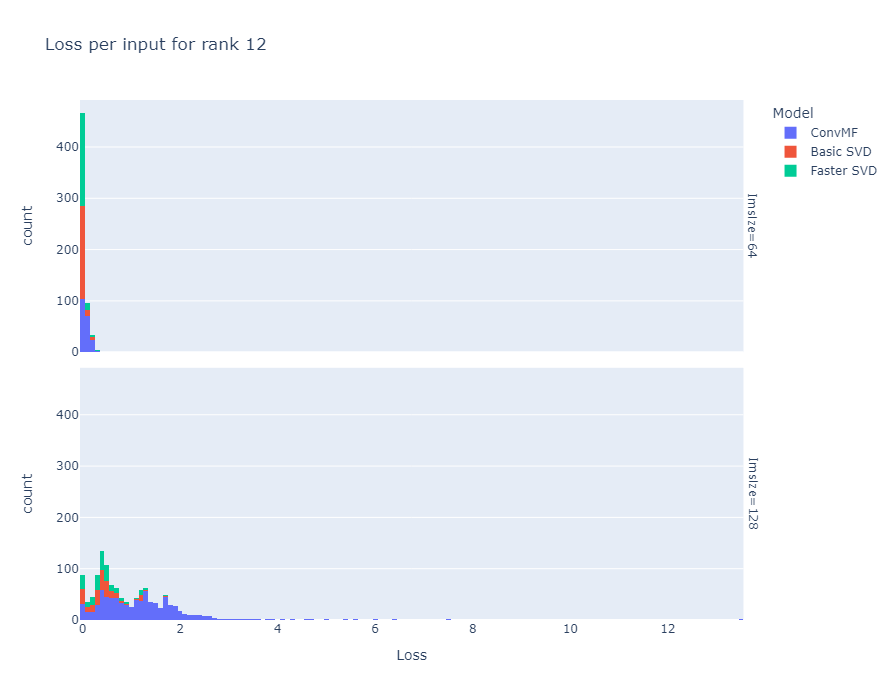 Loss per input for rank 12
Model
ConvMF
Basic SVD
Faster SVD
count
400
300
200
100
0
Imsize=64
count
400
300
200
100
0
Imsize=128
0 2 4 6 8 10 12
Loss